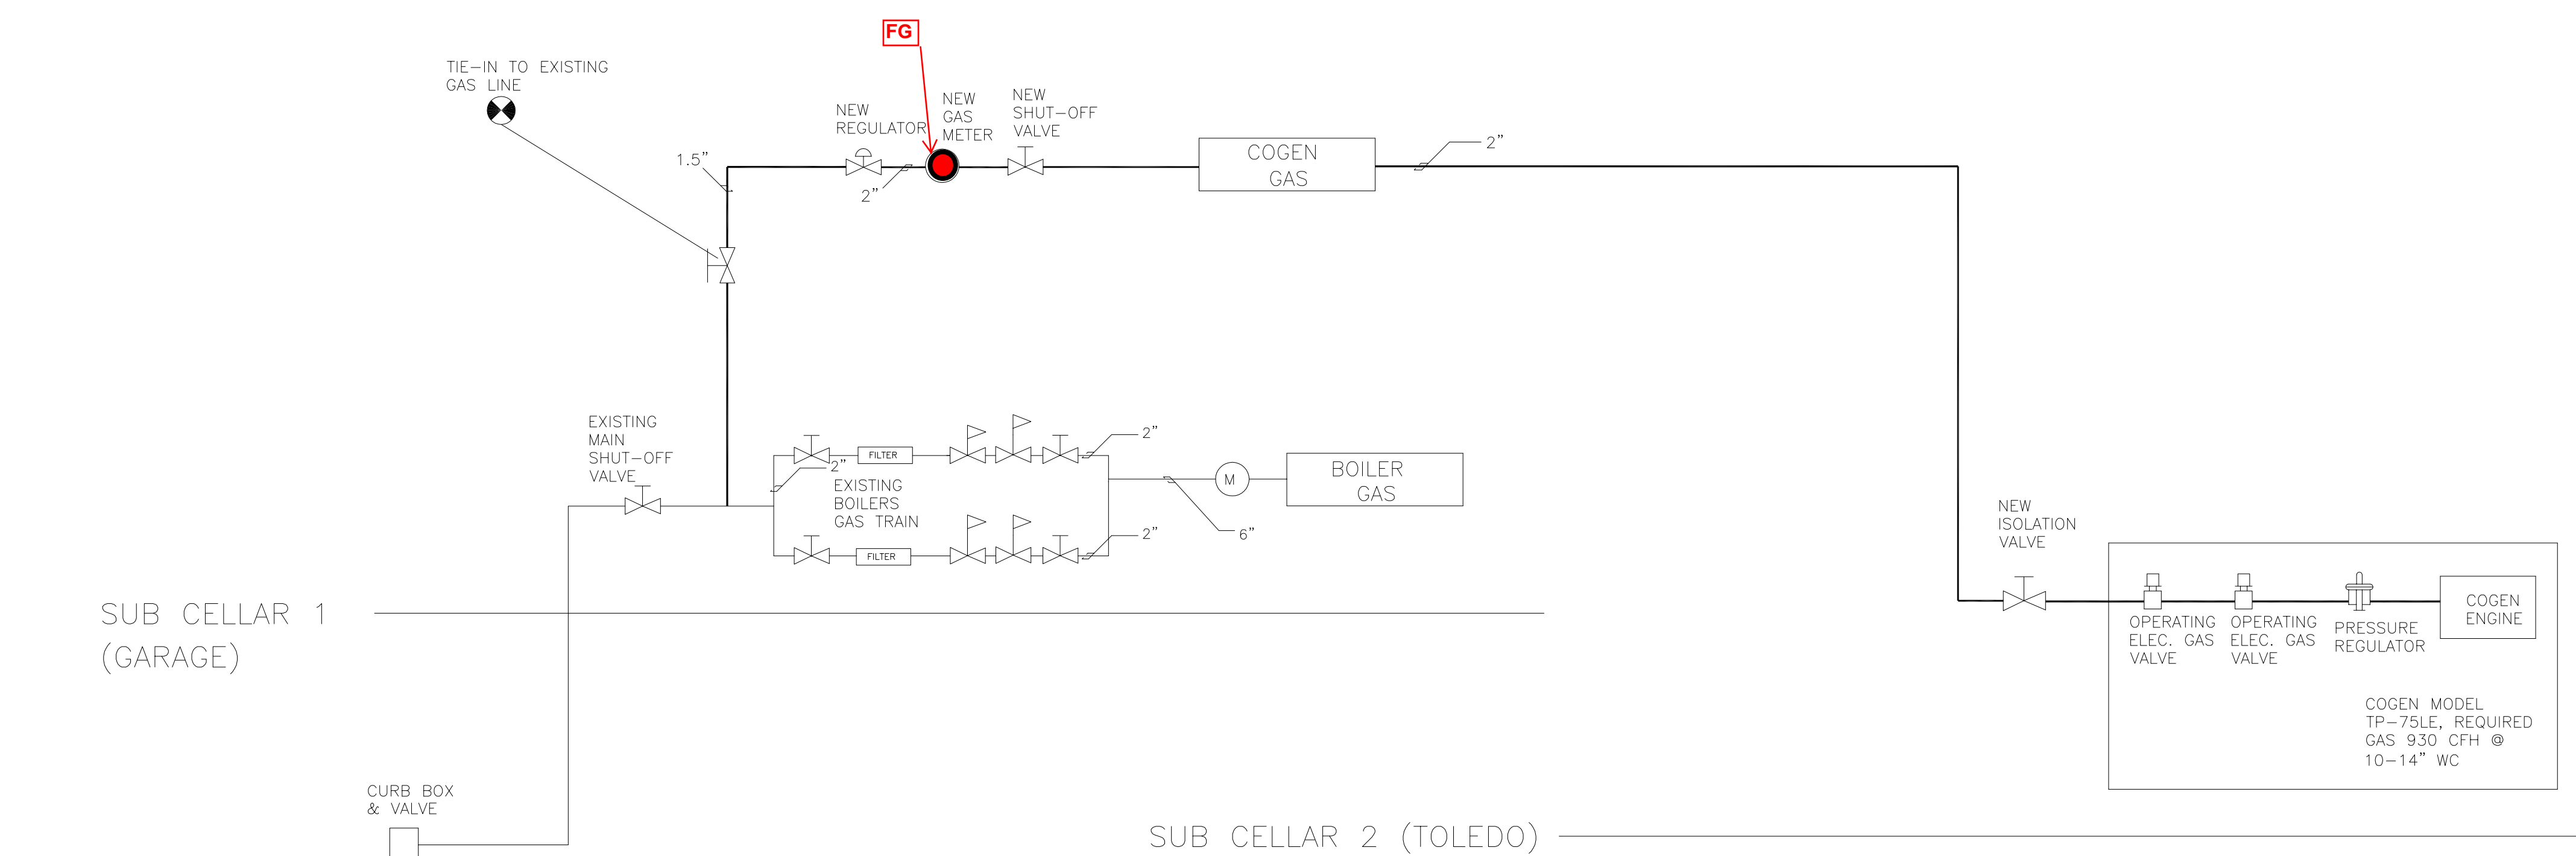 FG
TIE-IN TO EXISTING
GAS LINE
NEW
REGULATOR
NEW
GAS
METER
NEW
SHUT-OFF
VALVE
1.5"
2"
COGEN
GAS
2"
EXISTING
MAIN
SHUT-OFF
VALVE
FILTER
2"
2"
EXISTING
BOILERS
GAS TRAIN
M
BOILER
GAS
FILTER
2"
6"
NEW
ISOLATION
VALVE
SUB CELLAR 1
(GARAGE)
OPERATING
ELEC. GAS
VALVE
OPERATING
ELEC. GAS
VALVE
PRESSURE
REGULATOR
COGEN
ENGINE
COGEN MODEL
TP-75LE, REQUIRED
GAS 930 CFH @
10-14" WC
CURB BOX
& VALVE
SUB CELLAR 2 (TOLEDO)